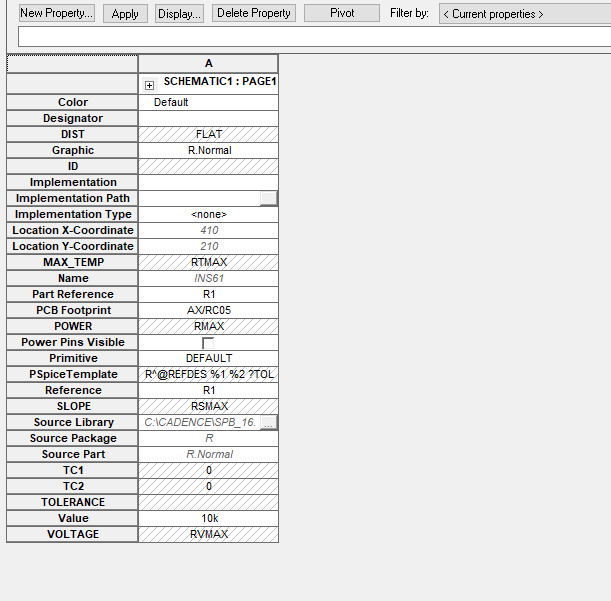 New Property... Apply Display... Delete Property Pivot Filter by: < Current properties >
A
SCHEMATIC1 : PAGE1
Color Default
Designator
DIST FLAT
Graphic R.Normal
ID
Implementation
Implementation Path
Implementation Type <none>
Location X-Coordinate 410
Location Y-Coordinate 210
MAX_TEMP RTMAX
Name INS61
Part Reference R1
PCB Footprint AX/RC05
POWER RMAX
Power Pins Visible
Primitive DEFAULT
PSpiceTemplate R^@REFDES %1 %2 ?TOL
Reference R1
SLOPE RSMAX
Source Library C:\CADENCE\SPB_16. ...
Source Package R
Source Part R.Normal
TC1 0
TC2 0
TOLERANCE
Value 10k
VOLTAGE RVMAX